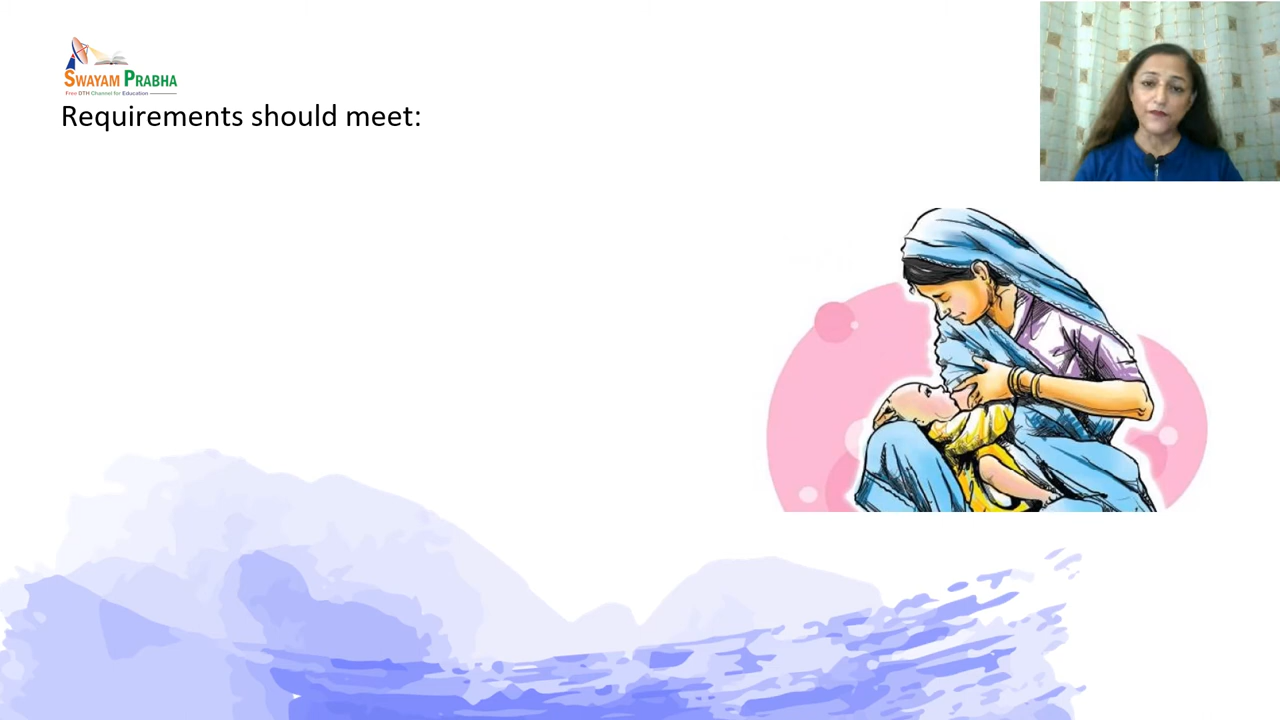 SWAYAM PRABHA
Free DTH Channel for Education
Requirements should meet: